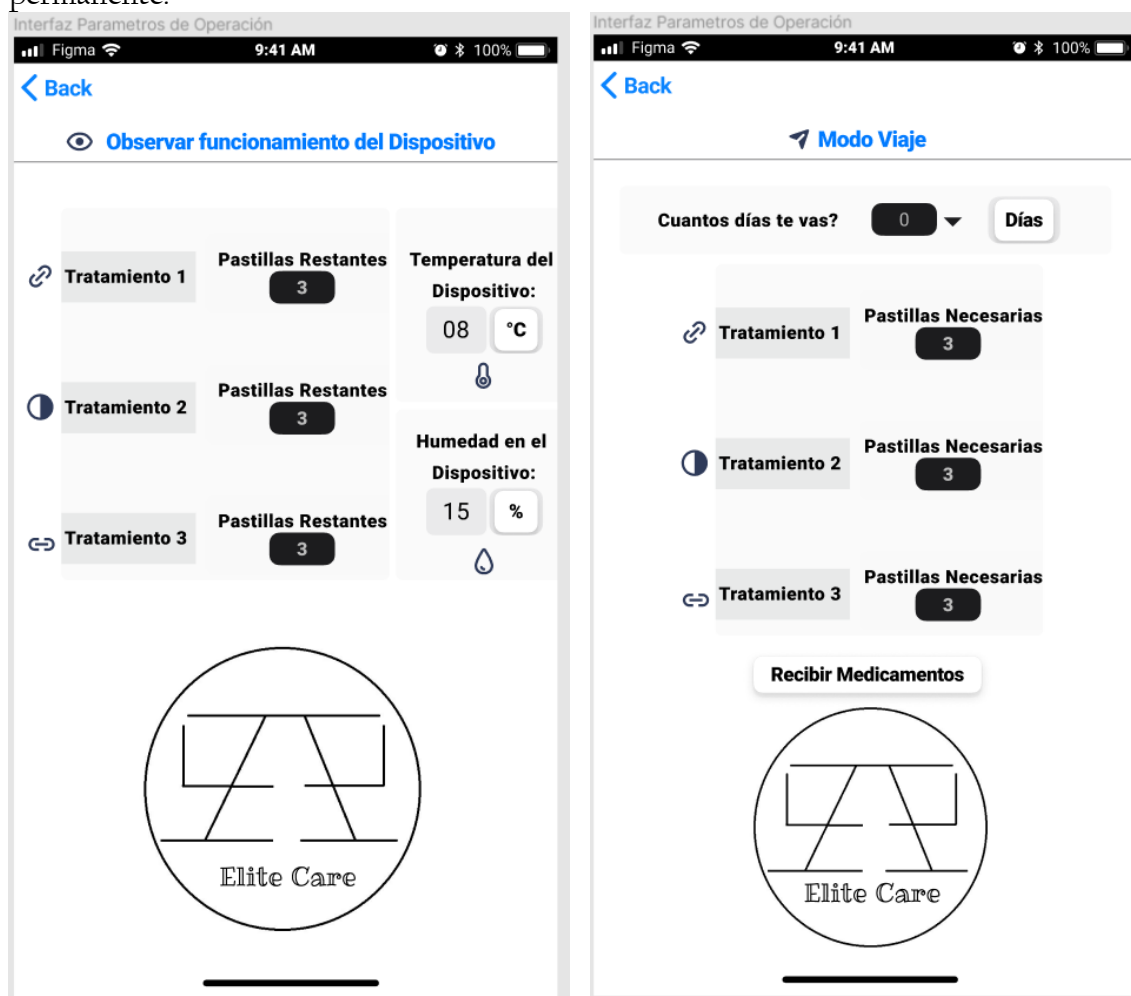 permanente.
Interfaz Parametros de Operación
Figma 9:41 AM 100%
Back
Observar funcionamiento del Dispositivo
Tratamiento 1
Pastillas Restantes
3
Tratamiento 2
Pastillas Restantes
3
Tratamiento 3
Pastillas Restantes
3
Temperatura del
Dispositivo:
08 °C
Humedad en el
Dispositivo:
15 %
Elite Care
Interfaz Parametros de Operación
Figma 9:41 AM 100%
Back
Modo Viaje
Cuantos días te vas? 0 Días
Tratamiento 1
Pastillas Necesarias
3
Tratamiento 2
Pastillas Necesarias
3
Tratamiento 3
Pastillas Necesarias
3
Recibir Medicamentos
Elite Care